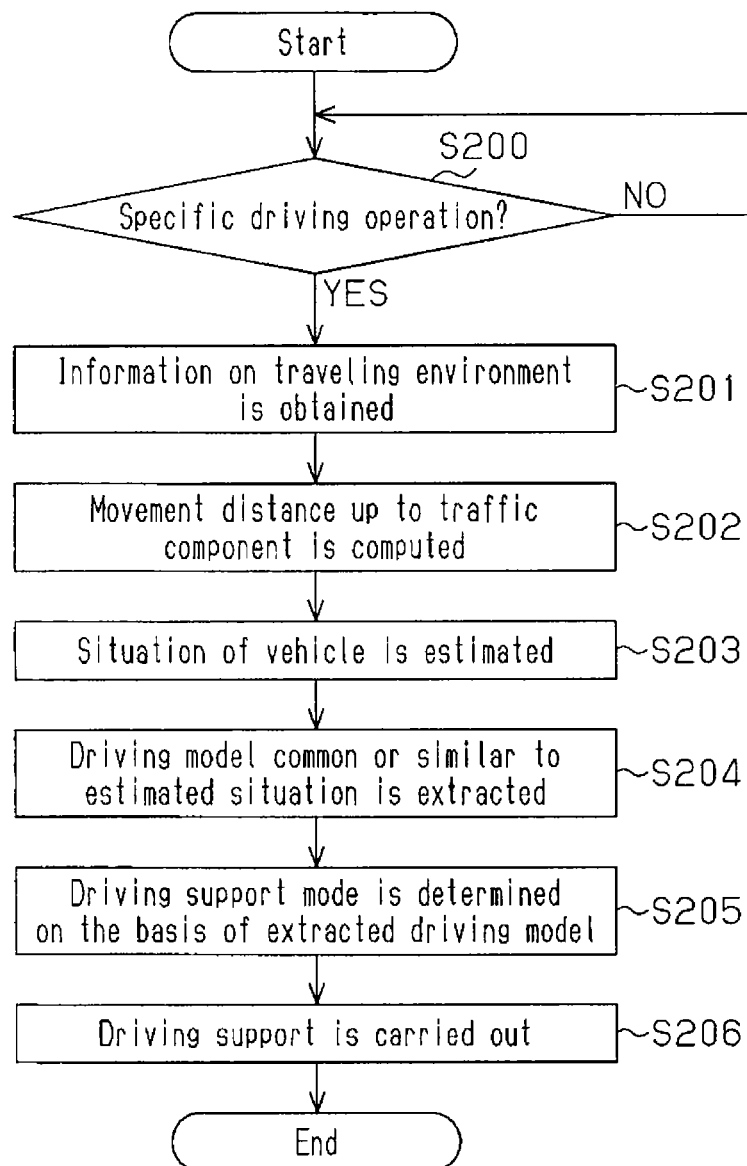 Start
S200
Specific driving operation?
NO
YES
Information on traveling environment
is obtained
S201
Movement distance up to traffic
component is computed
S202
Situation of vehicle is estimated
S203
Driving model common or similar to
estimated situation is extracted
S204
Driving support mode is determined
on the basis of extracted driving model
S205
Driving support is carried out
S206
End